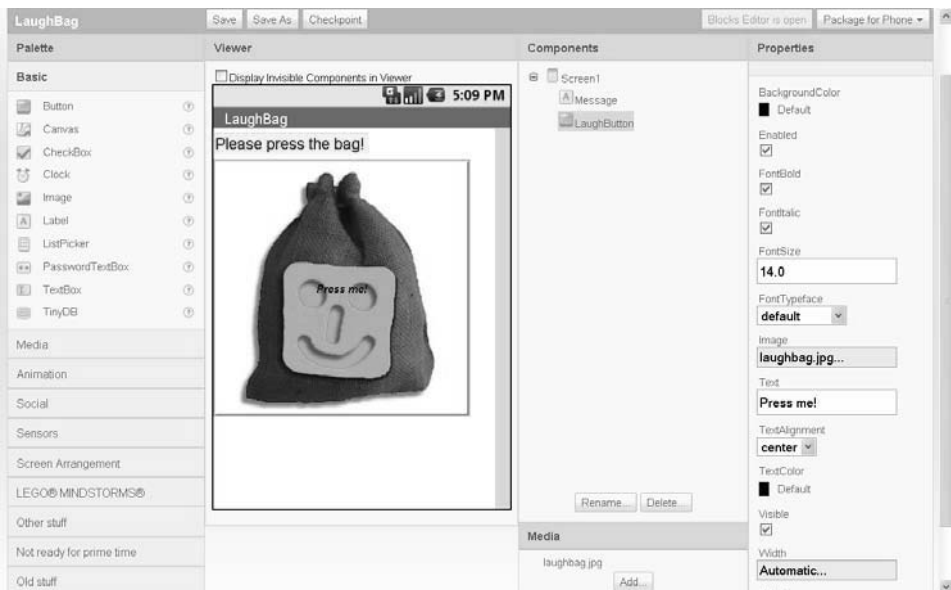 LaughBag
Save
Save As
Checkpoint
Blocks Editor is open
Package for Phone
Palette
Basic
Button
Canvas
CheckBox
Clock
Image
Label
ListPicker
PasswordTextBox
TextBox
TinyDB
Media
Animation
Social
Sensors
Screen Arrangement
LEGO® MINDSTORMS®
Other stuff
Not ready for prime time
Old stuff
Viewer
Display Invisible Components in Viewer
5:09 PM
LaughBag
Please press the bag!
Press me!
Components
Screen1
Message
LaughButton
Rename...
Delete...
Media
laughbag.jpg
Add...
Properties
BackgroundColor
Default
Enabled
FontBold
FontItalic
FontSize
14.0
FontTypeface
default
Image
laughbag.jpg...
Text
Press me!
TextAlignment
center
TextColor
Default
Visible
Width
Automatic...